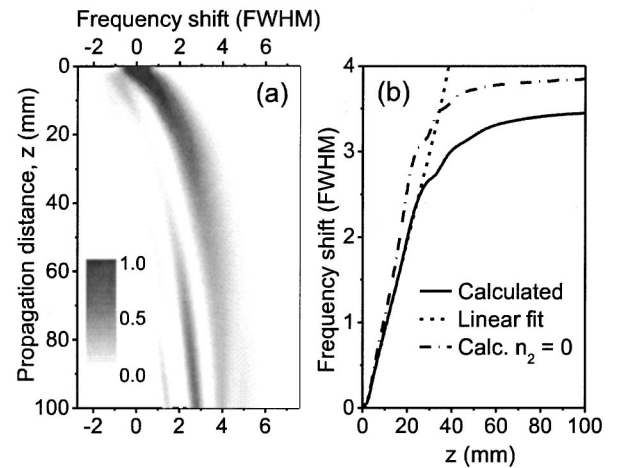 Frequency shift (FWHM)
-2 0 2 4 6
0
20
40
60
80
100
Propagation distance, z (mm)
(a)
1.0
0.5
0.0
-2 0 2 4 6
4
3
2
1
0
Frequency shift (FWHM)
(b)
Calculated
Linear fit
Calc. n₂ = 0
0 20 40 60 80 100
z (mm)